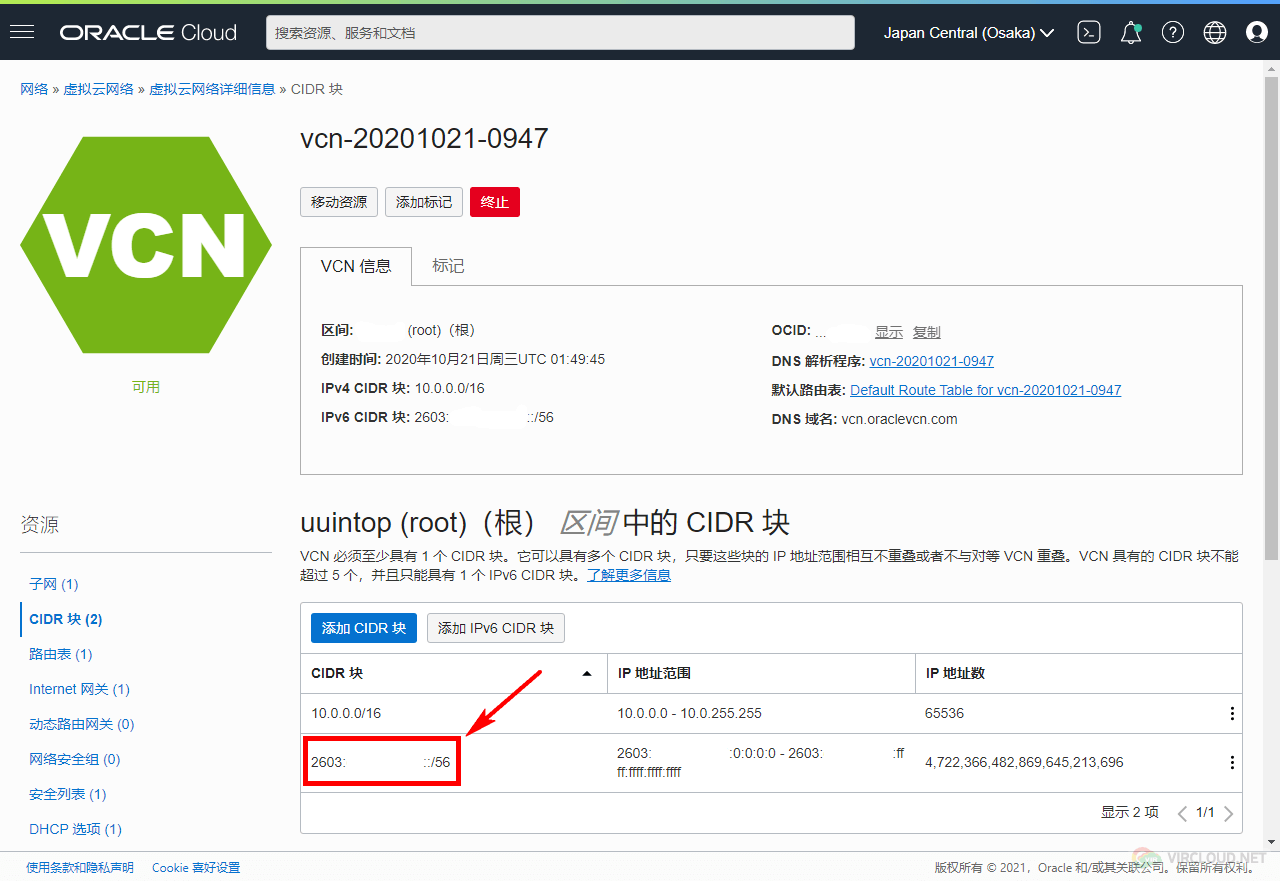 ORACLE Cloud
搜索资源、服务和文档
Japan Central (Osaka)
网络 » 虚拟云网络 » 虚拟云网络详细信息 » CIDR 块
VCN
可用
vcn-20201021-0947
移动资源 添加标记 终止
VCN 信息 标记
区间: (root)（根）
创建时间: 2020年10月21日周三UTC 01:49:45
IPv4 CIDR 块: 10.0.0.0/16
IPv6 CIDR 块: 2603: ::/56
OCID: ... 显示 复制
DNS 解析程序: vcn-20201021-0947
默认路由表: Default Route Table for vcn-20201021-0947
DNS 域名: vcn.oraclevcn.com
资源
子网 (1)
CIDR 块 (2)
路由表 (1)
Internet 网关 (1)
动态路由网关 (0)
网络安全组 (0)
安全列表 (1)
DHCP 选项 (1)
uuintop (root)（根） 区间 中的 CIDR 块
VCN 必须至少具有 1 个 CIDR 块。它可以具有多个 CIDR 块，只要这些块的 IP 地址范围相互不重叠或者不与对等 VCN 重叠。VCN 具有的 CIDR 块不能
超过 5 个，并且只能具有 1 个 IPv6 CIDR 块。了解更多信息
添加 CIDR 块 添加 IPv6 CIDR 块
CIDR 块 IP 地址范围 IP 地址数
10.0.0.0/16 10.0.0.0 - 10.0.255.255 65536
2603: ::/56 2603: :0:0:0:0 - 2603: :ff
ff:ffff:ffff:ffff 4,722,366,482,869,645,213,696
显示 2 项 1/1
使用条款和隐私声明 Cookie 喜好设置
版权所有 © 2021，Oracle 和/或其关联公司。保留所有权利。
VIRCLOUD.NET